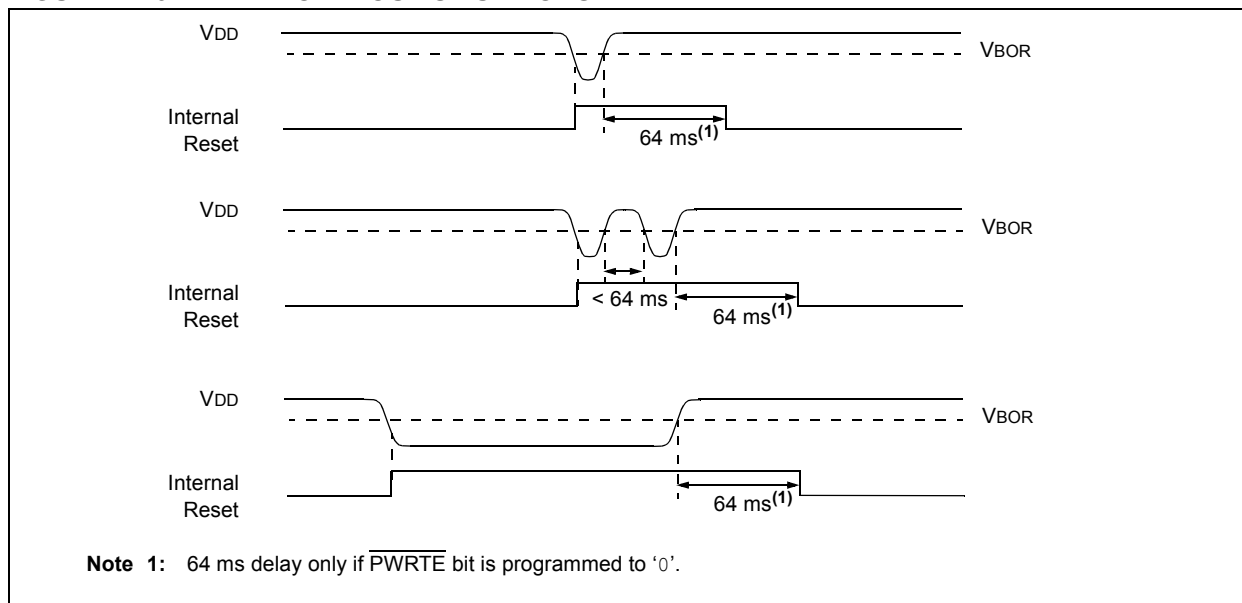 VDD
VBOR
Internal
Reset
64 ms(1)
VDD
VBOR
Internal
Reset
< 64 ms
64 ms(1)
VDD
VBOR
Internal
Reset
64 ms(1)
Note 1: 64 ms delay only if PWRTE bit is programmed to ‘0’.